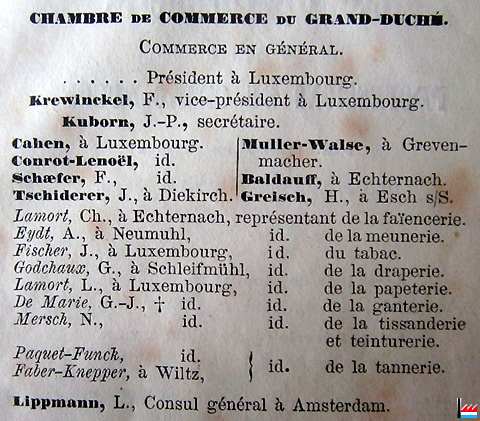 CHAMBRE DE COMMERCE DU GRAND-DUCHÉ.
COMMERCE EN GÉNÉRAL.
. . . . . . Président à Luxembourg.
Krewinckel, F., vice-président à Luxembourg.
Kuborn, J.-P., secrétaire.
Cahen, à Luxembourg.
Conrot-Lenoël, id.
Schæfer, F., id.
Tschiderer, J., à Diekirch.
Muller-Walse, à Greven-
macher.
Baldauff, à Echternach.
Greisch, H., à Esch s/S.
Lamort, Ch., à Echternach, représentant de la faïencerie.
Eydt, A., à Neumuhl, id. de la meunerie.
Fischer, J., à Luxembourg, id. du tabac.
Godchaux, G., à Schleifmühl, id. de la draperie.
Lamort, L., à Luxembourg, id. de la papeterie.
De Marie, G.-J., † id. id. de la ganterie.
Mersch, N., id. id. de la tissanderie
et teinturerie.
Paquet-Funck, id.
Faber-Knepper, à Wiltz, } id. de la tannerie.
Lippmann, L., Consul général à Amsterdam.